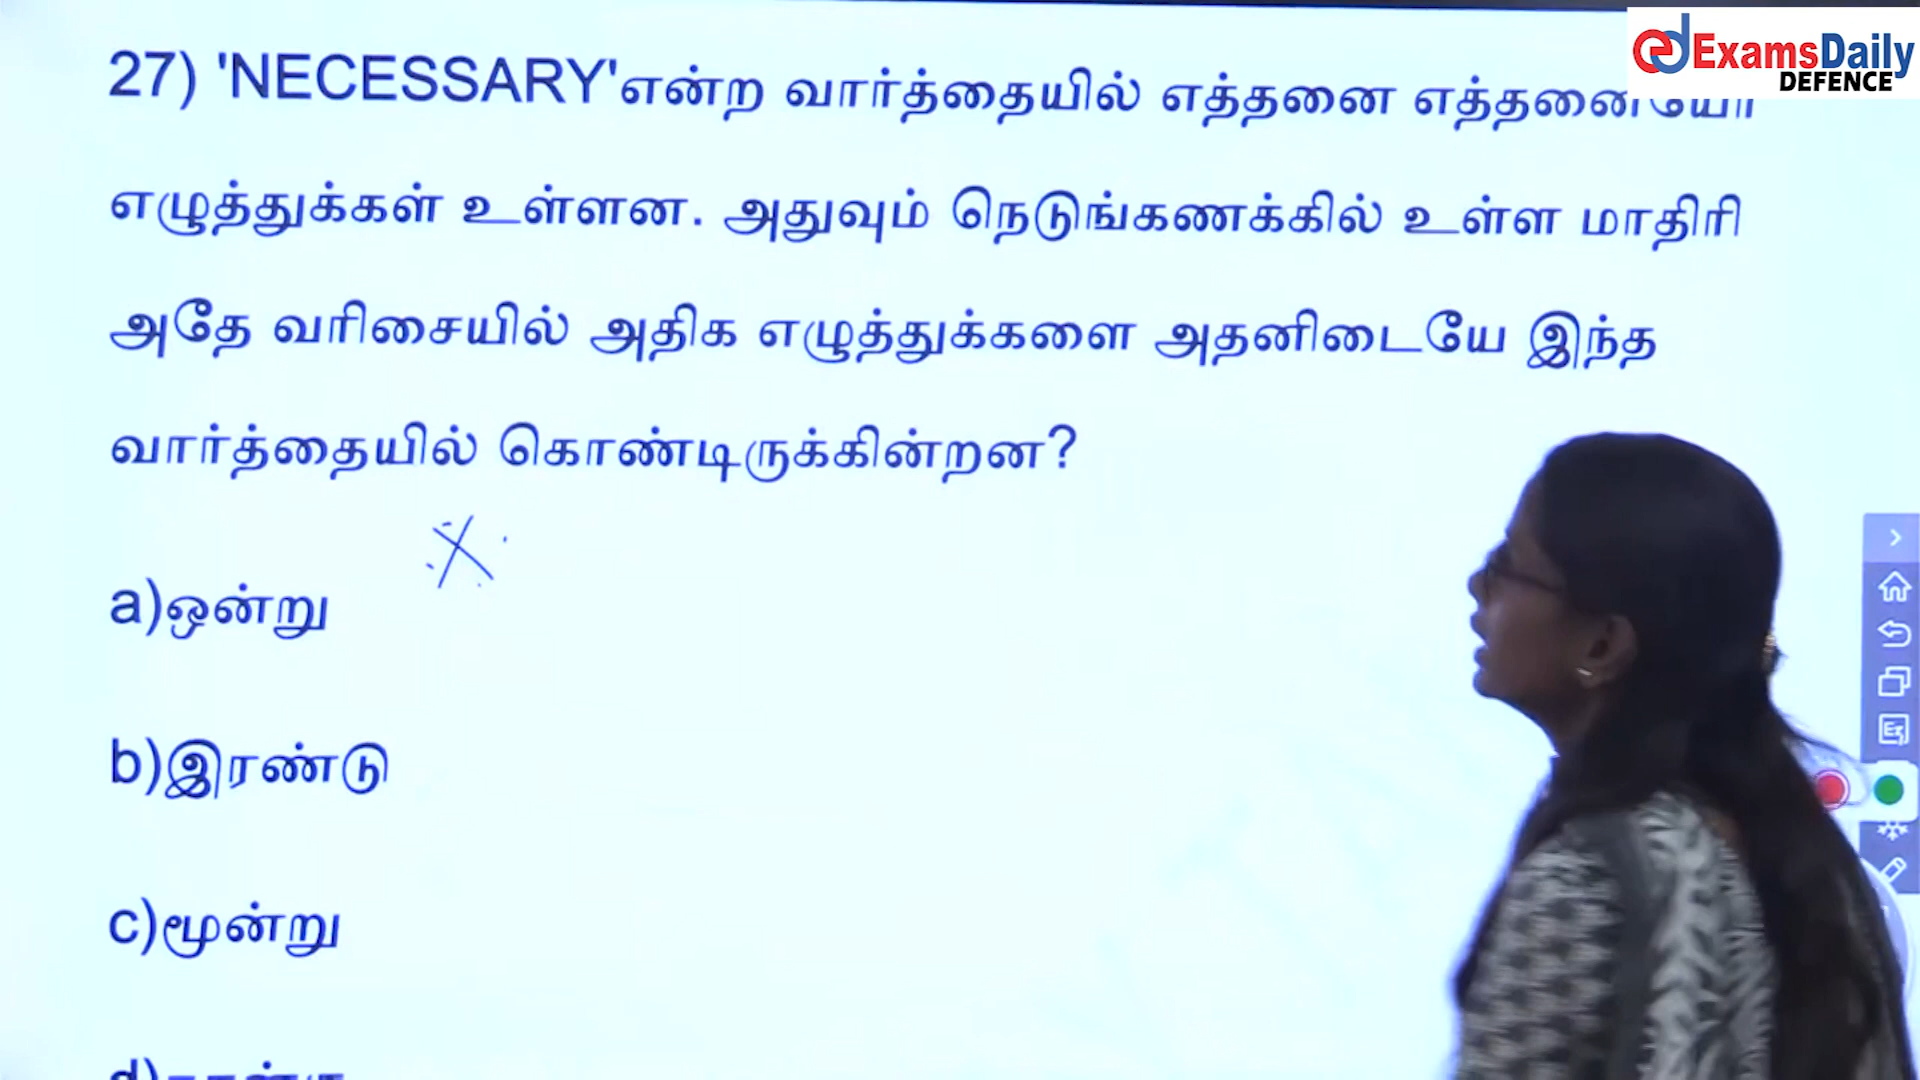 ExamsDaily
DEFENCE
27) 'NECESSARY'என்ற வார்த்தையில் எத்தனை எத்தனையோ
எழுத்துக்கள் உள்ளன. அதுவும் நெடுங்கணக்கில் உள்ள மாதிரி
அதே வரிசையில் அதிக எழுத்துக்களை அதனிடையே இந்த
வார்த்தையில் கொண்டிருக்கின்றன?
a)ஒன்று
b)இரண்டு
c)மூன்று